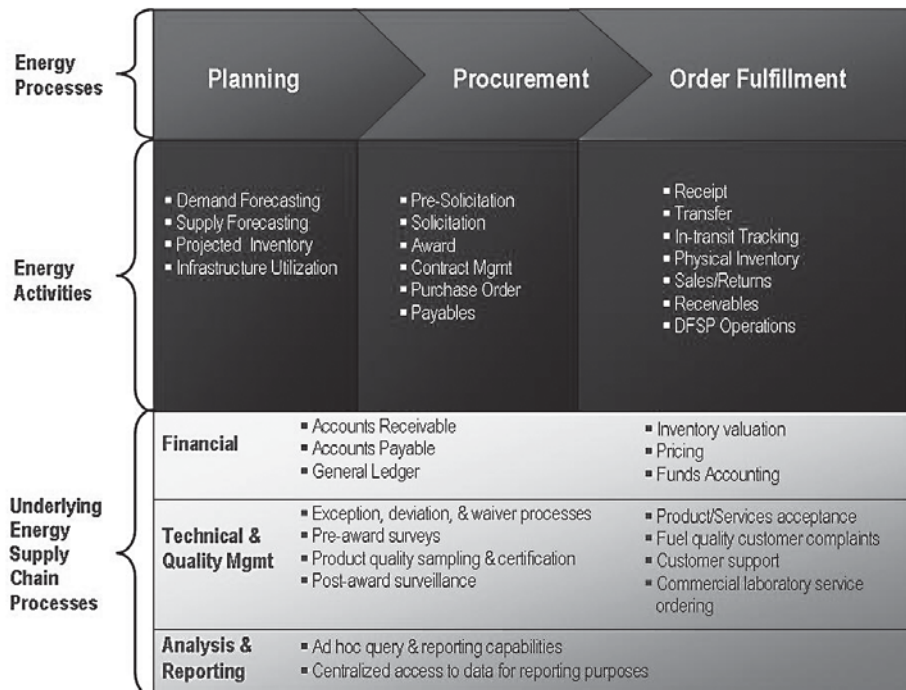 Energy
Processes
Planning
Procurement
Order Fulfillment
Energy
Activities
▪ Demand Forecasting
▪ Supply Forecasting
▪ Projected Inventory
▪ Infrastructure Utilization
▪ Pre-Solicitation
▪ Solicitation
▪ Award
▪ Contract Mgmt
▪ Purchase Order
▪ Payables
▪ Receipt
▪ Transfer
▪ In-transit Tracking
▪ Physical Inventory
▪ Sales/Returns
▪ Receivables
▪ DFSP Operations
Underlying
Energy
Supply
Chain
Processes
Financial
▪ Accounts Receivable
▪ Accounts Payable
▪ General Ledger
▪ Inventory valuation
▪ Pricing
▪ Funds Accounting
Technical &
Quality Mgmt
▪ Exception, deviation, & waiver processes
▪ Pre-award surveys
▪ Product quality sampling & certification
▪ Post-award surveillance
▪ Product/Services acceptance
▪ Fuel quality customer complaints
▪ Customer support
▪ Commercial laboratory service
ordering
Analysis &
Reporting
▪ Ad hoc query & reporting capabilities
▪ Centralized access to data for reporting purposes